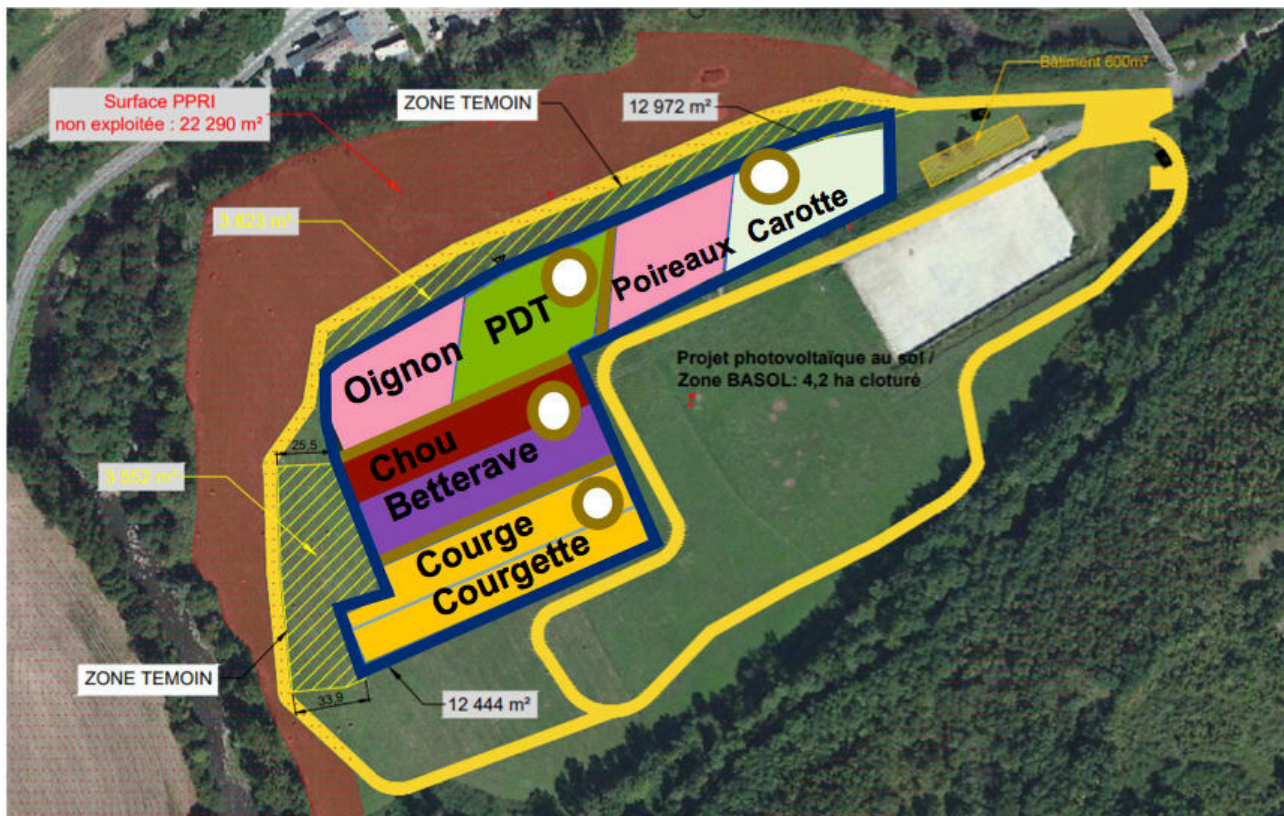 Bâtiment 600m²
Surface PPRI
non exploitée : 22 290 m²
ZONE TEMOIN
12 972 m²
3 823 m²
Carotte
Poireaux
PDT
Oignon
Projet photovoltaïque au sol /
Zone BASOL: 4,2 ha cloturé
25,5
Chou
Betterave
3 552 m²
Courge
Courgette
ZONE TEMOIN
33,9
12 444 m²